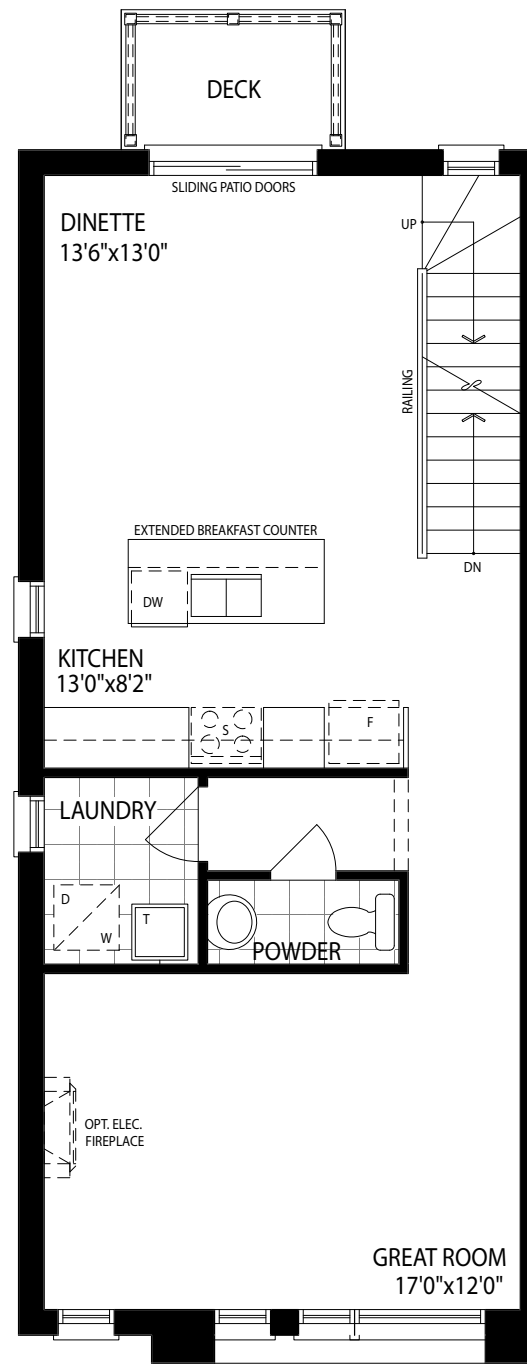 DECK
SLIDING PATIO DOORS
DINETTE
13'6"x13'0"
UP
RAILING
EXTENDED BREAKFAST COUNTER
DW
DN
KITCHEN
13'0"x8'2"
S
F
LAUNDRY
D
W
T
POWDER
OPT. ELEC.
FIREPLACE
GREAT ROOM
17'0"x12'0"